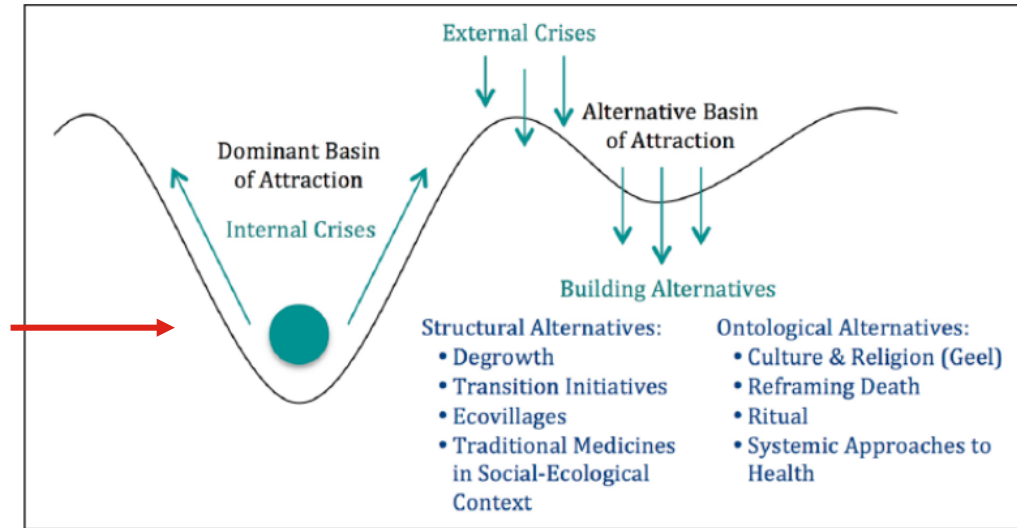 External Crises
Alternative Basin
of Attraction
Dominant Basin
of Attraction
Internal Crises
Building Alternatives
Structural Alternatives:
• Degrowth
• Transition Initiatives
• Ecovillages
• Traditional Medicines
in Social-Ecological
Context
Ontological Alternatives:
• Culture & Religion (Geel)
• Reframing Death
• Ritual
• Systemic Approaches to
Health